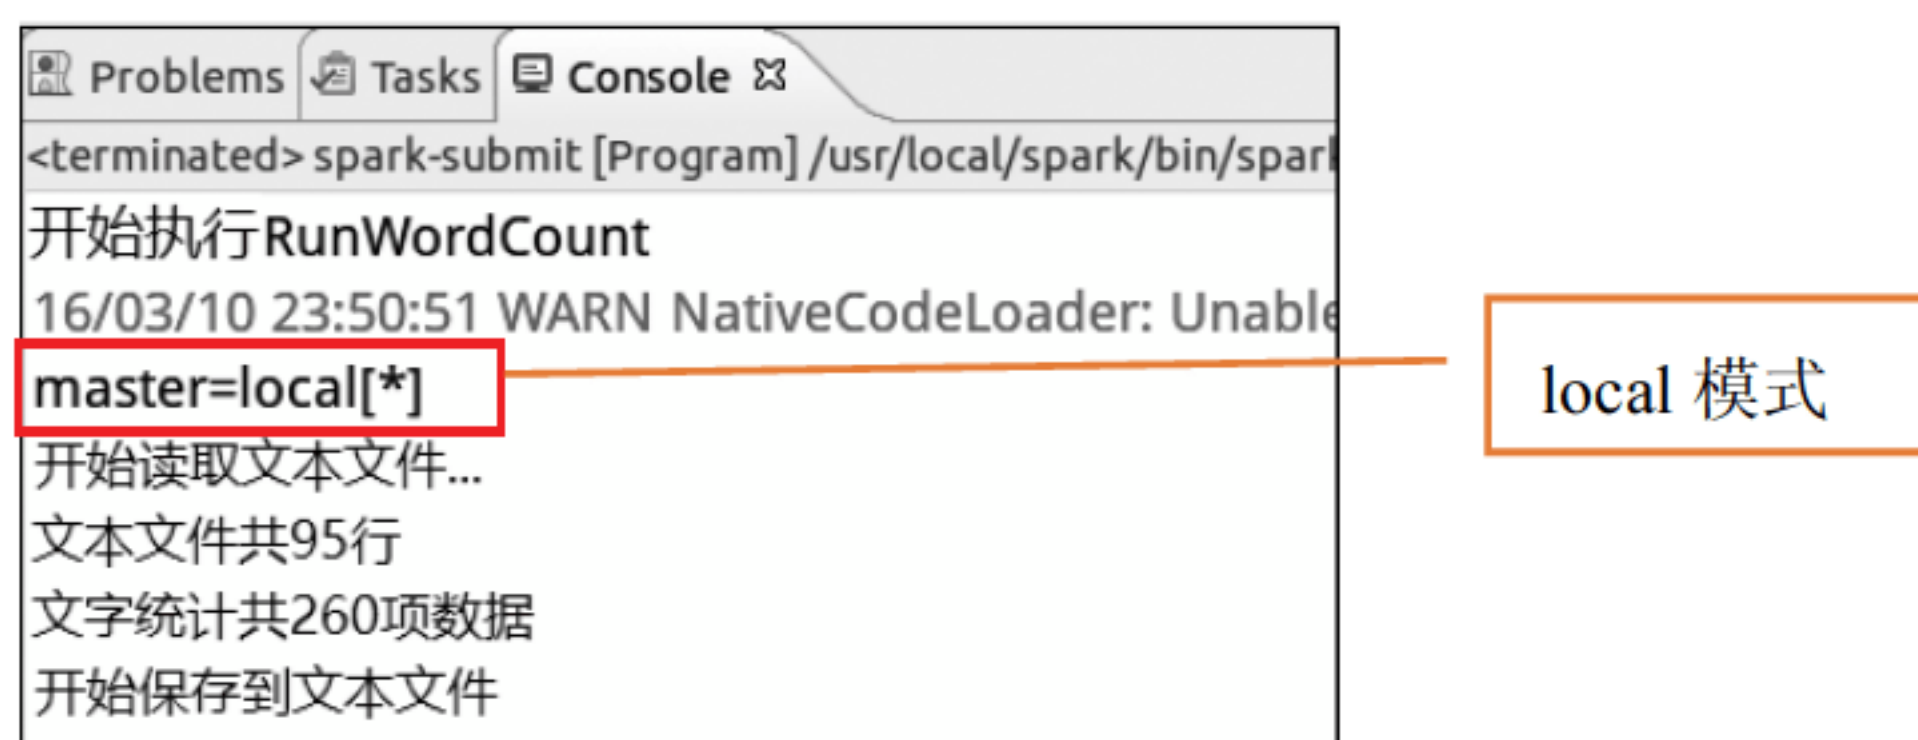 Problems Tasks Console
<terminated> spark-submit [Program] /usr/local/spark/bin/spar
开始执行RunWordCount
16/03/10 23:50:51 WARN NativeCodeLoader: Unable
master=local[*]
local 模式
开始读取文本文件...
文本文件共95行
文字统计共260项数据
开始保存到文本文件